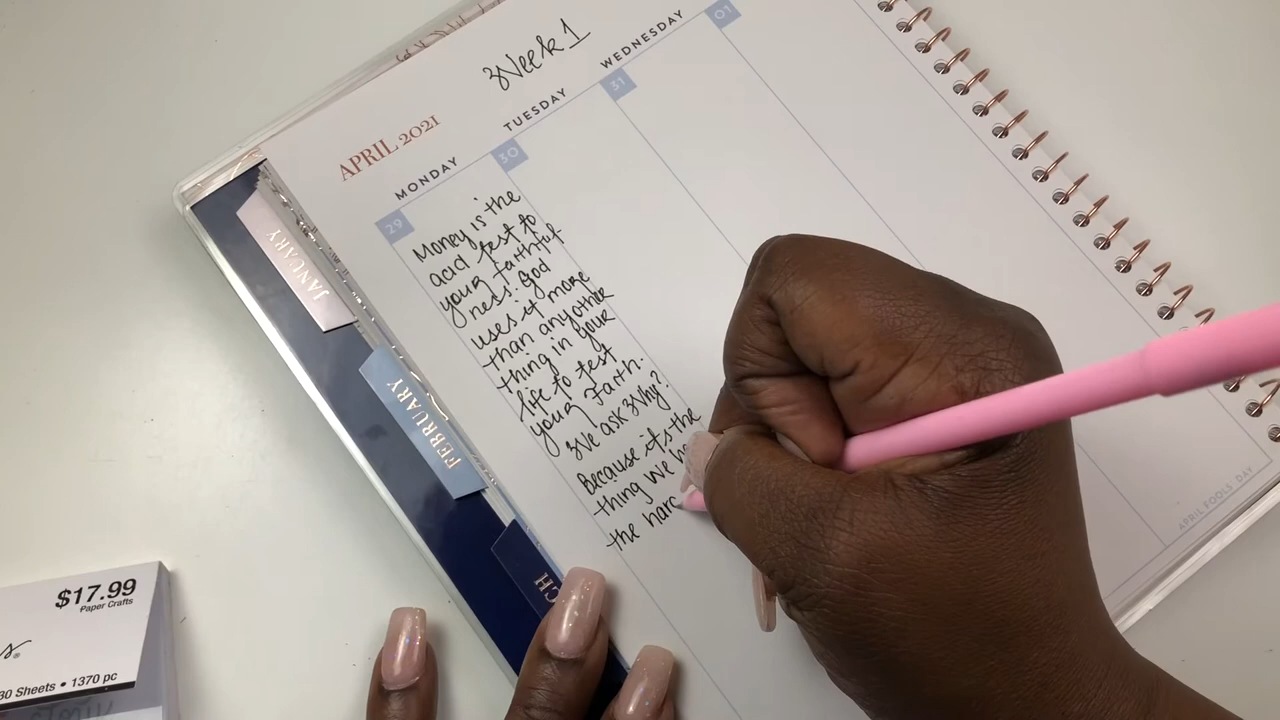 Week 1
APRIL 2021
MONDAY
TUESDAY
WEDNESDAY
29
30
31
01
Money is the
acid test to
your faithful-
ness. God
uses it more
than any other
thing in your
life to test
your Faith.
We ask Why?
Because it's the
thing we
the hard
JANUARY
FEBRUARY
CH
APRIL FOOLS' DAY
$17.99
Paper Crafts
30 Sheets • 1370 pc